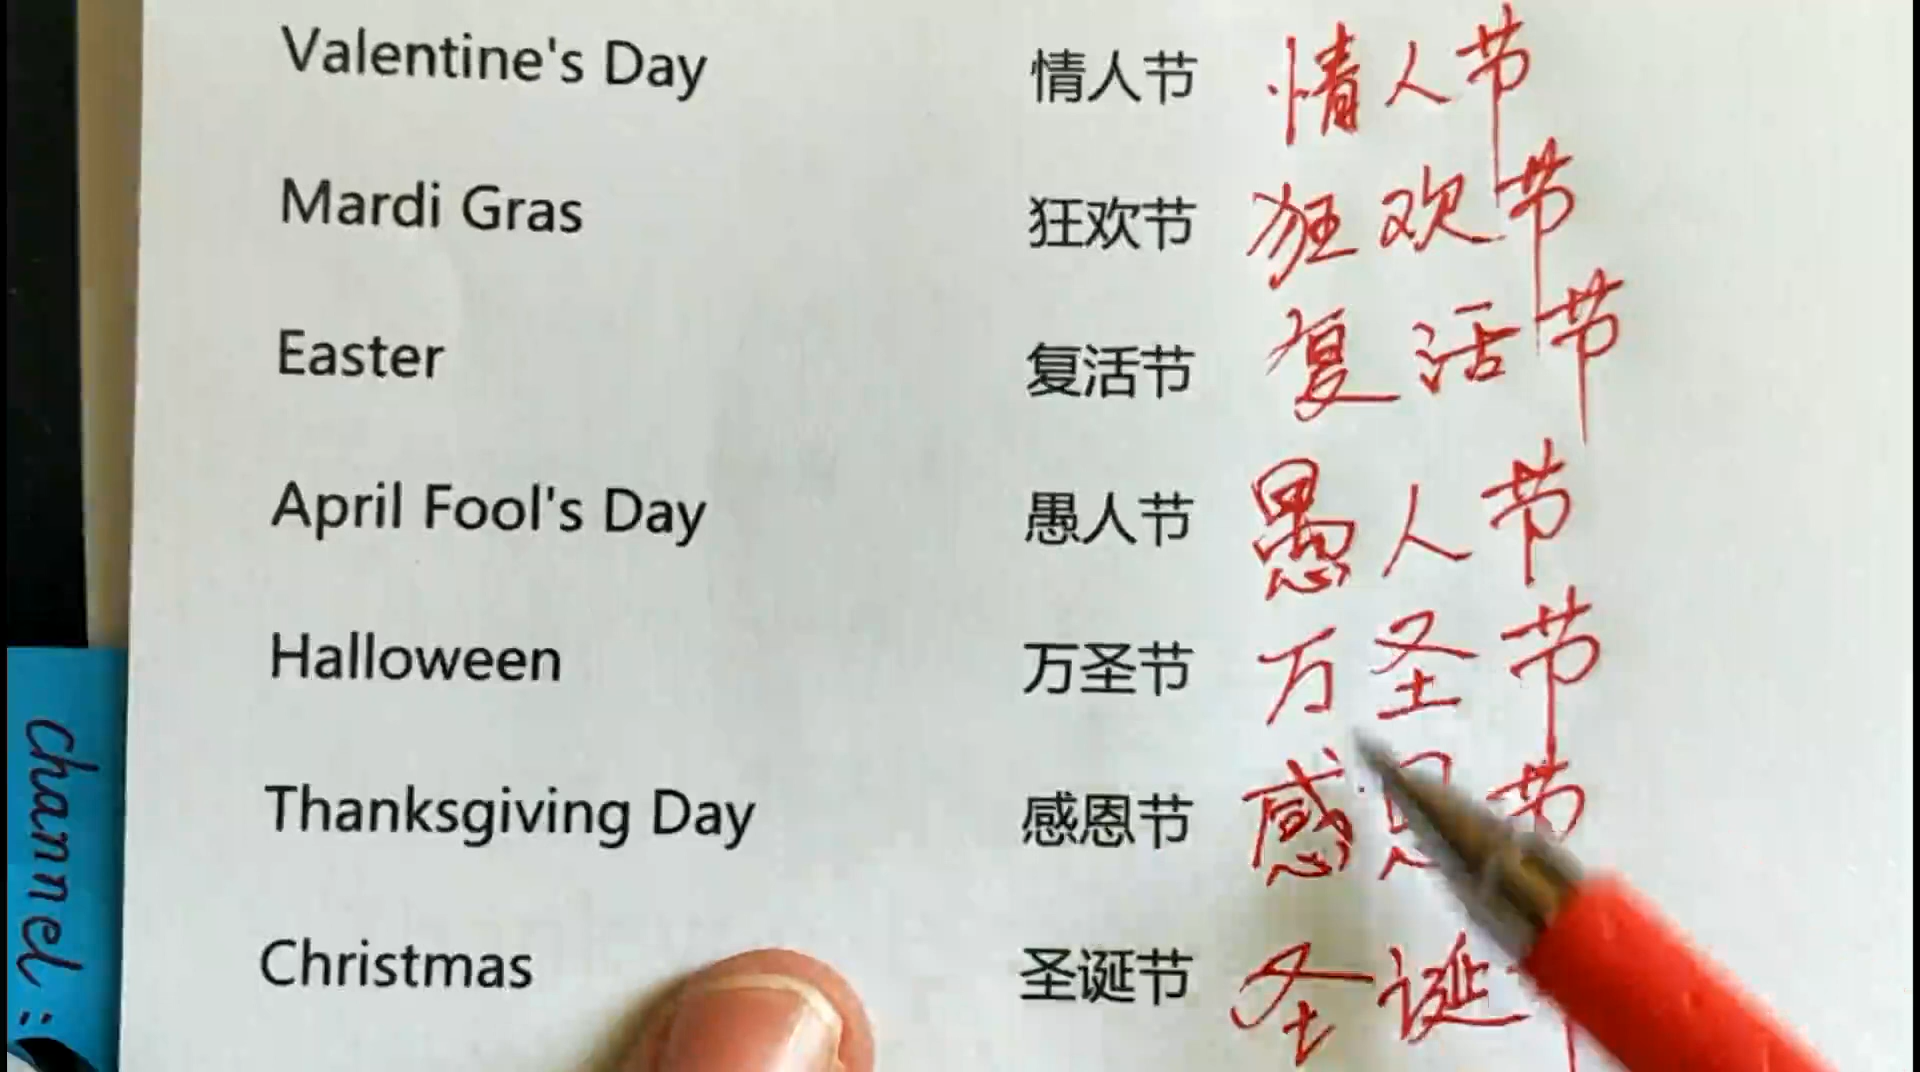 Valentine's Day 情人节 情人节
Mardi Gras 狂欢节 狂欢节
Easter 复活节 复活节
April Fool's Day 愚人节 愚人节
Halloween 万圣节 万圣节
Thanksgiving Day 感恩节 感恩节
Christmas 圣诞节 圣诞
channel: